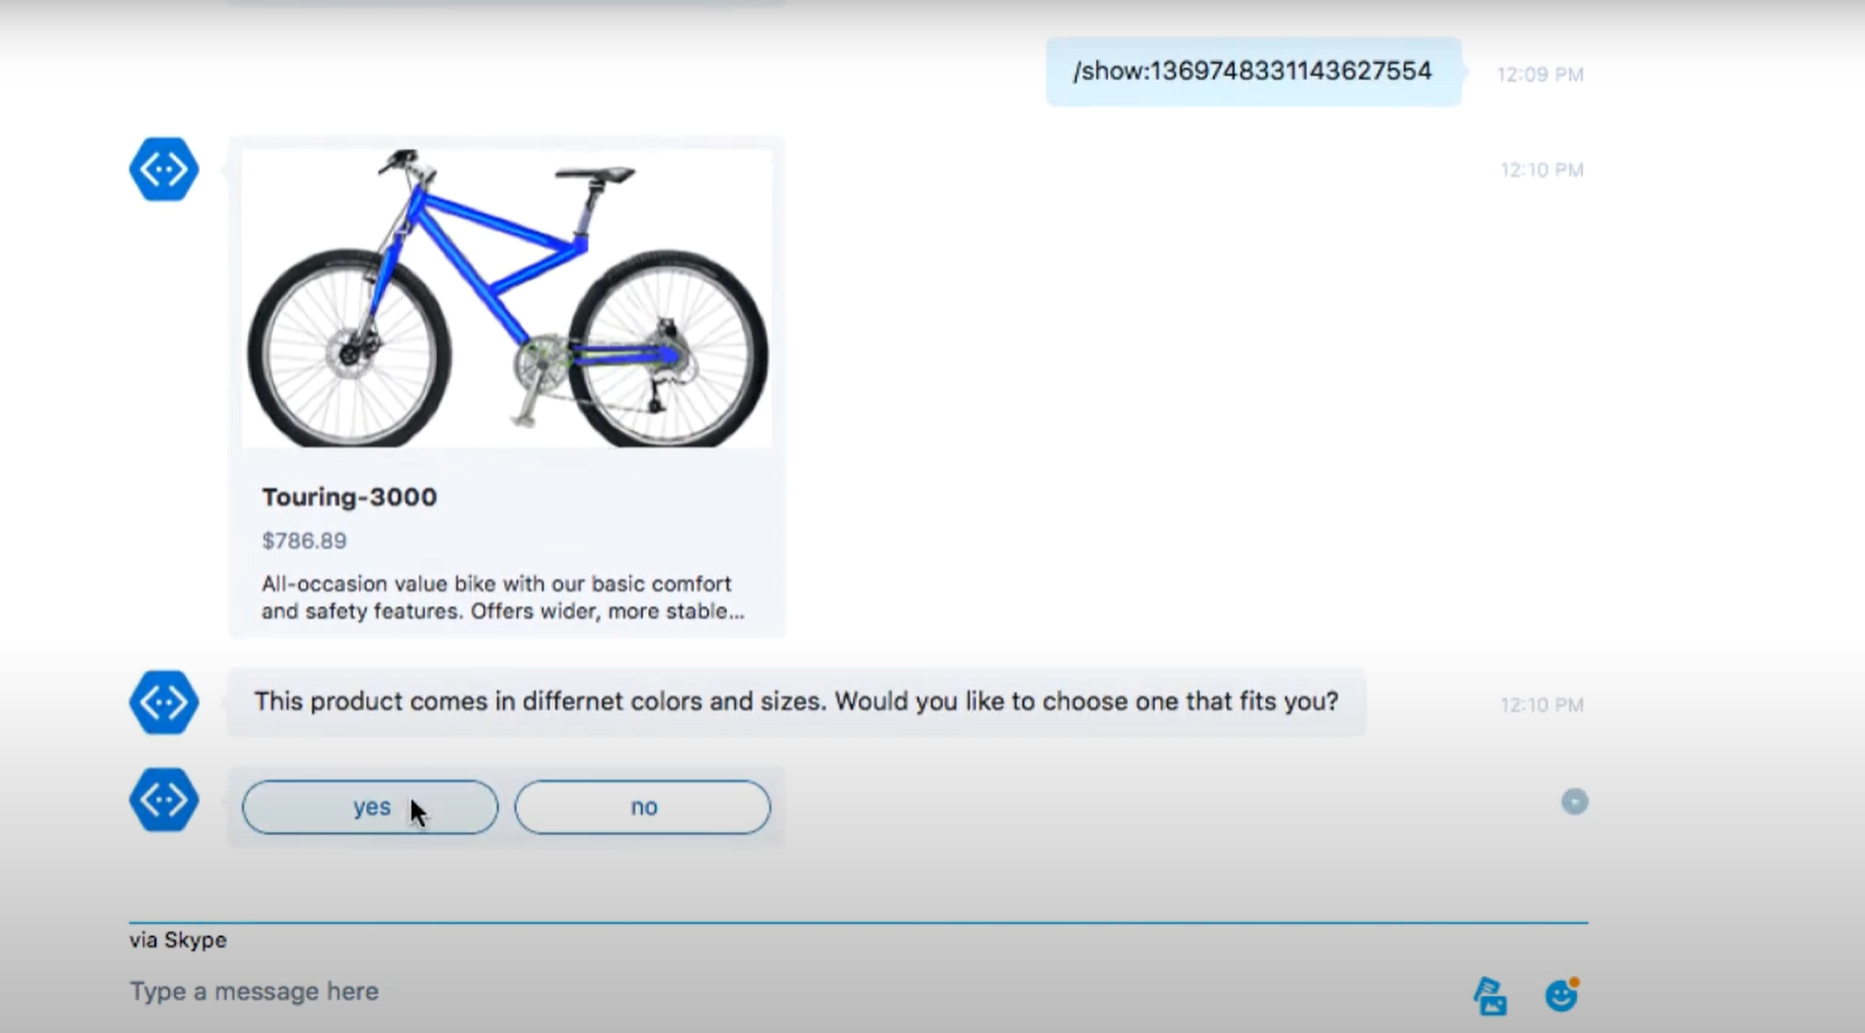 /show:1369748331143627554
12:09 PM
12:10 PM
Touring-3000
$786.89
All-occasion value bike with our basic comfort
and safety features. Offers wider, more stable...
This product comes in differnet colors and sizes. Would you like to choose one that fits you?
12:10 PM
yes
no
via Skype
Type a message here